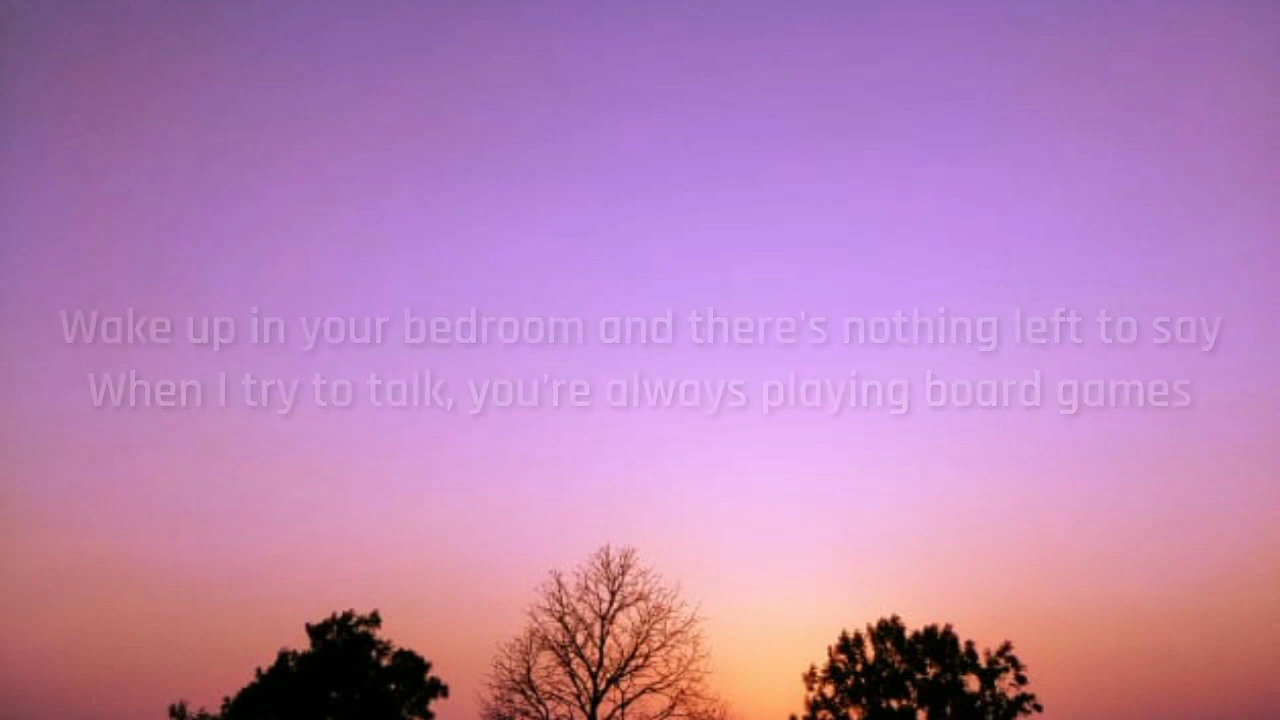 Wake up in your bedroom and there's nothing left to say
When I try to talk, you're always playing board games